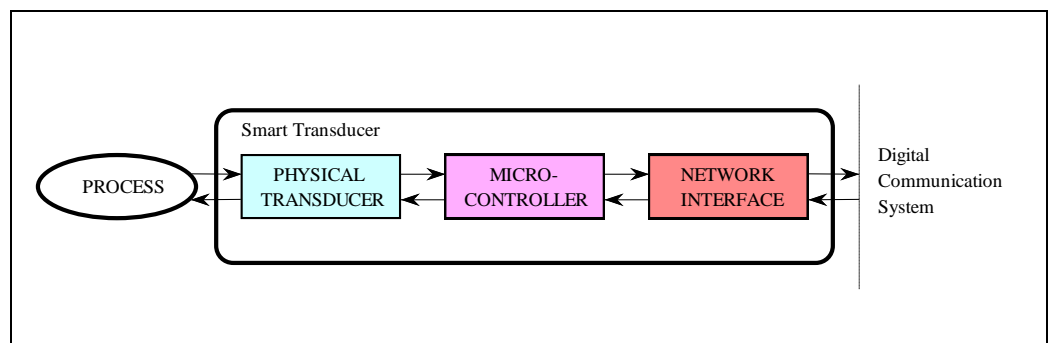 Smart Transducer
PROCESS
PHYSICAL
TRANSDUCER
MICRO-
CONTROLLER
NETWORK
INTERFACE
Digital
Communication
System